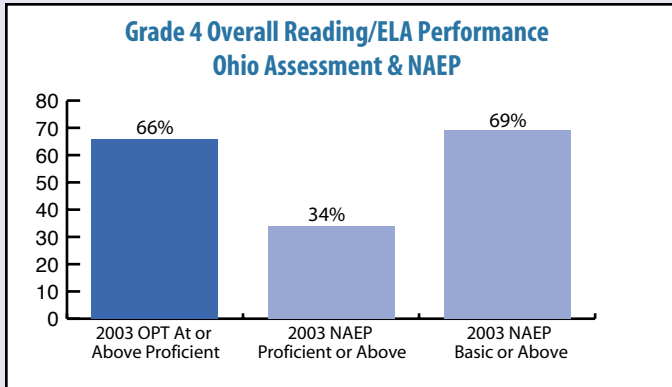 Grade 4 Overall Reading/ELA Performance
Ohio Assessment & NAEP
80
70
60
50
40
30
20
10
0
66%
34%
69%
2003 OPT At or
Above Proficient
2003 NAEP
Proficient or Above
2003 NAEP
Basic or Above